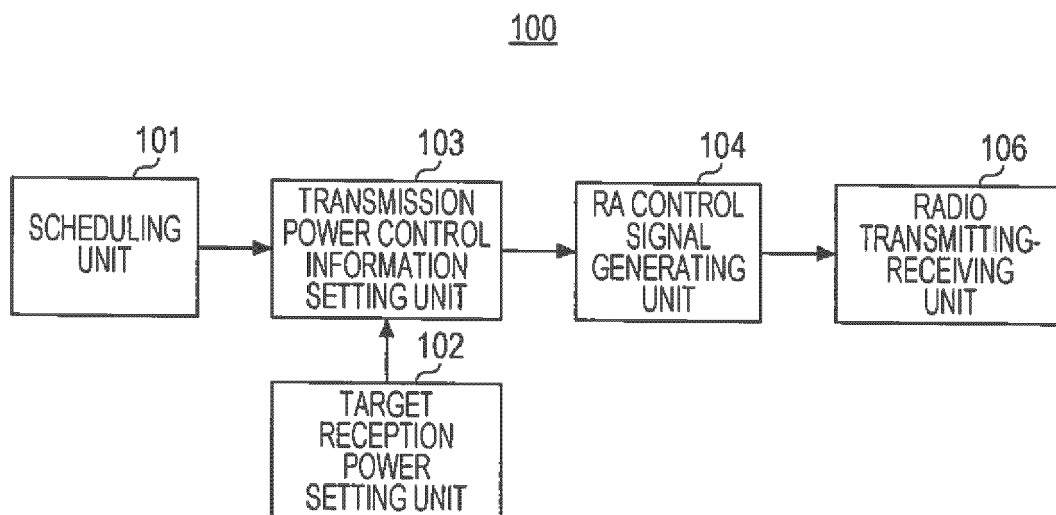 100
101
SCHEDULING
UNIT
103
TRANSMISSION
POWER CONTROL
INFORMATION
SETTING UNIT
104
RA CONTROL
SIGNAL
GENERATING
UNIT
106
RADIO
TRANSMITTING-
RECEIVING
UNIT
102
TARGET
RECEPTION
POWER
SETTING UNIT